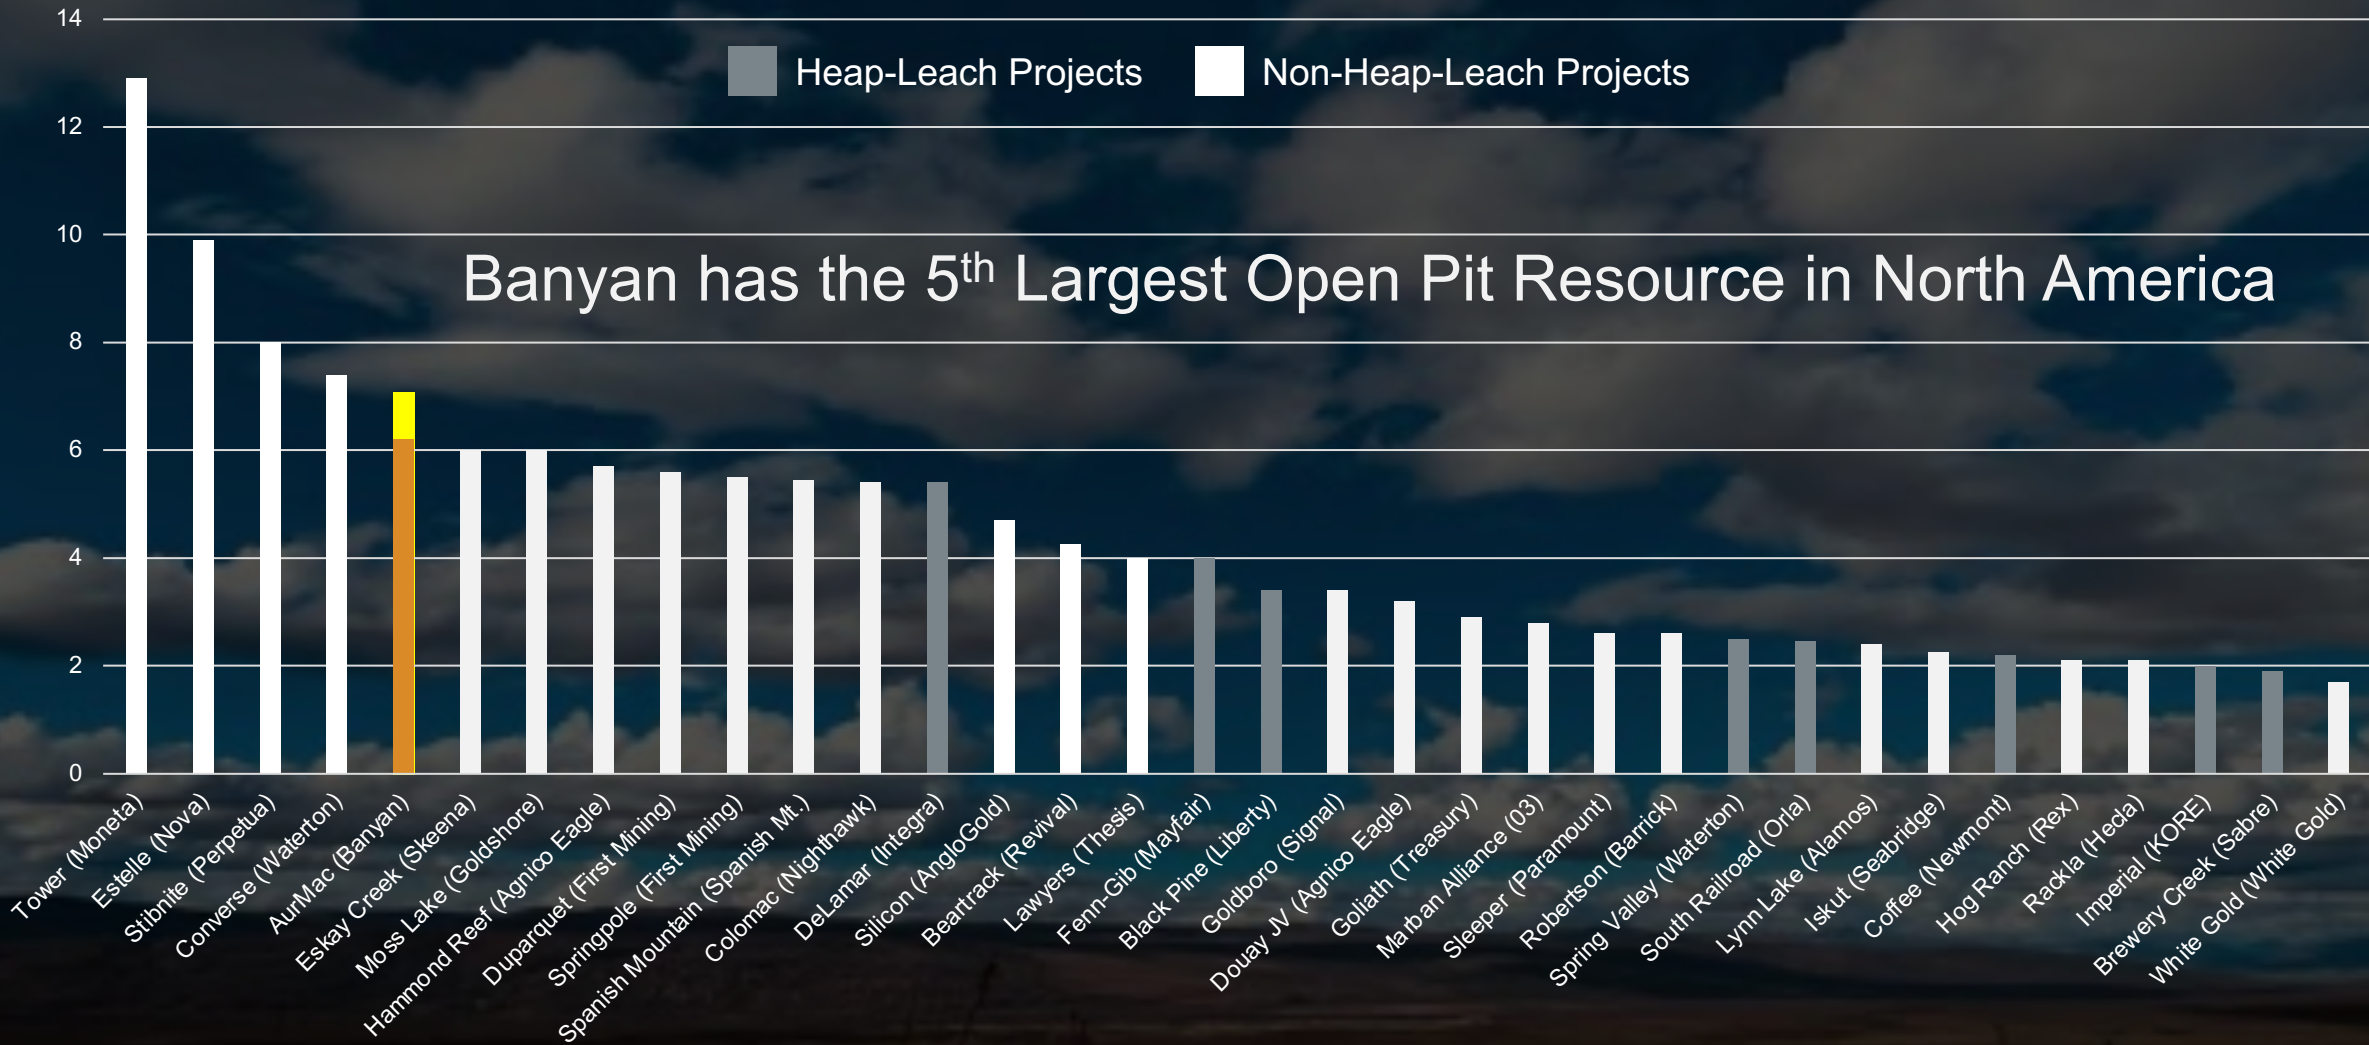 14
Heap-Leach Projects
Non-Heap-Leach Projects
12
10
Banyan has the 5th Largest Open Pit Resource in North America
8
6
4
2
0
Tower (Moneta)
Estelle (Nova)
Stibnite (Perpetua)
Converse (Waterton)
AurMac (Banyan)
Eskay Creek (Skeena)
Moss Lake (Goldshore)
Hammond Reef (Agnico Eagle)
Duparquet (First Mining)
Springpole (First Mining)
Spanish Mountain (Spanish Mt.)
Colomac (Nighthawk)
DeLamar (Integra)
Silicon (AngloGold)
Beartrack (Revival)
Lawyers (Thesis)
Fenn-Gib (Mayfair)
Black Pine (Liberty)
Goldboro (Signal)
Douay JV (Agnico Eagle)
Goliath (Treasury)
Marban Alliance (03)
Sleeper (Paramount)
Robertson (Barrick)
Spring Valley (Waterton)
South Railroad (Orla)
Lynn Lake (Alamos)
Iskut (Seabridge)
Coffee (Newmont)
Hog Ranch (Rex)
Rackla (Heda)
Imperial (KORE)
Brewery Creek (Sabre)
White Gold (White Gold)